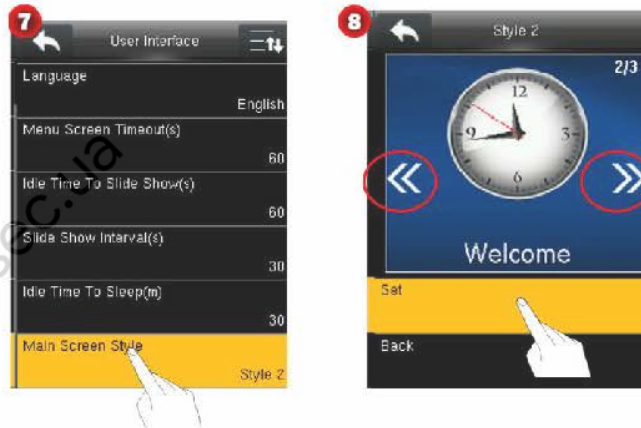 7
User Interface
Language
English
Menu Screen Timeout(s)
60
Idle Time To Slide Show(s)
60
Slide Show Interval(s)
30
Idle Time To Sleep(m)
30
Main Screen Style
Style 2
8
Style 2
2/3
12
9
3
6
Welcome
Set
Back
sec.ua